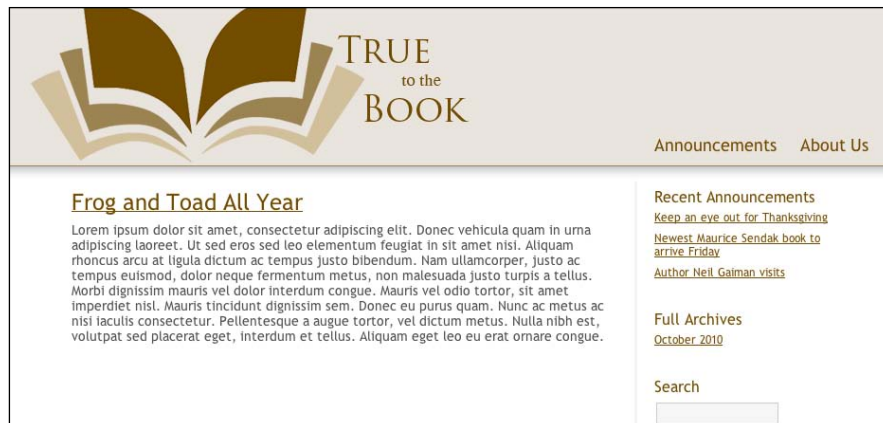 TRUE
to the
BOOK
Announcements About Us
Frog and Toad All Year
Lorem ipsum dolor sit amet, consectetur adipiscing elit. Donec vehicula quam in urna
adipiscing laoreet. Ut sed eros sed leo elementum feugiat in sit amet nisi. Aliquam
rhoncus arcu at ligula dictum ac tempus justo bibendum. Nam ullamcorper, justo ac
tempus euismod, dolor neque fermentum metus, non malesuada justo turpis a tellus.
Morbi dignissim mauris vel dolor interdum congue. Mauris vel odio tortor, sit amet
imperdiet nisl. Mauris tincidunt dignissim sem. Donec eu purus quam. Nunc ac metus ac
nisi iaculis consectetur. Pellentesque a augue tortor, vel dictum metus. Nulla nibh est,
volutpat sed placerat eget, interdum et tellus. Aliquam eget leo eu erat ornare congue.
Recent Announcements
Keep an eye out for Thanksgiving
Newest Maurice Sendak book to
arrive Friday
Author Neil Gaiman visits
Full Archives
October 2010
Search